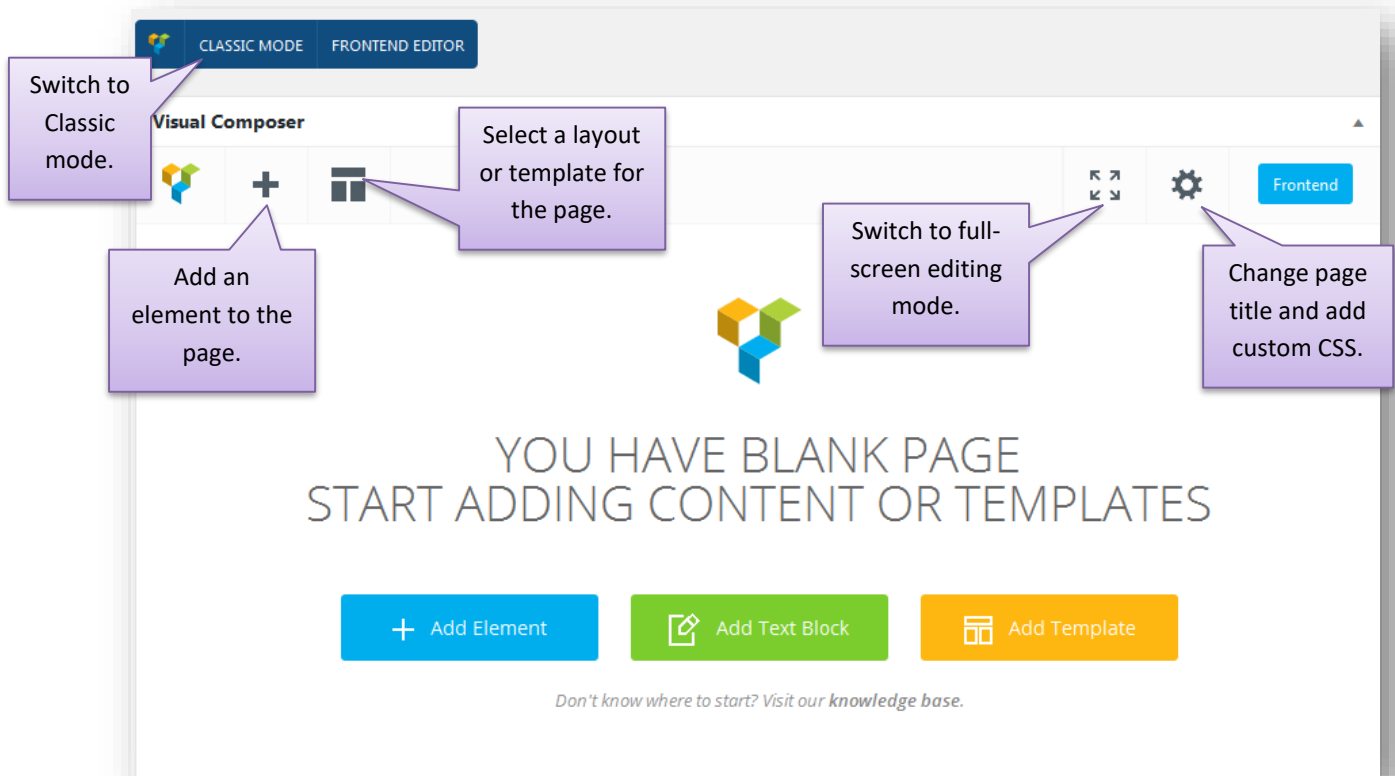 CLASSIC MODE
FRONTEND EDITOR
Switch to
Classic
mode.
Visual Composer
Select a layout
or template for
the page.
Frontend
Add an
element to the
page.
Switch to full-
screen editing
mode.
Change page
title and add
custom CSS.
YOU HAVE BLANK PAGE
START ADDING CONTENT OR TEMPLATES
Add Element
Add Text Block
Add Template
Don't know where to start? Visit our knowledge base.